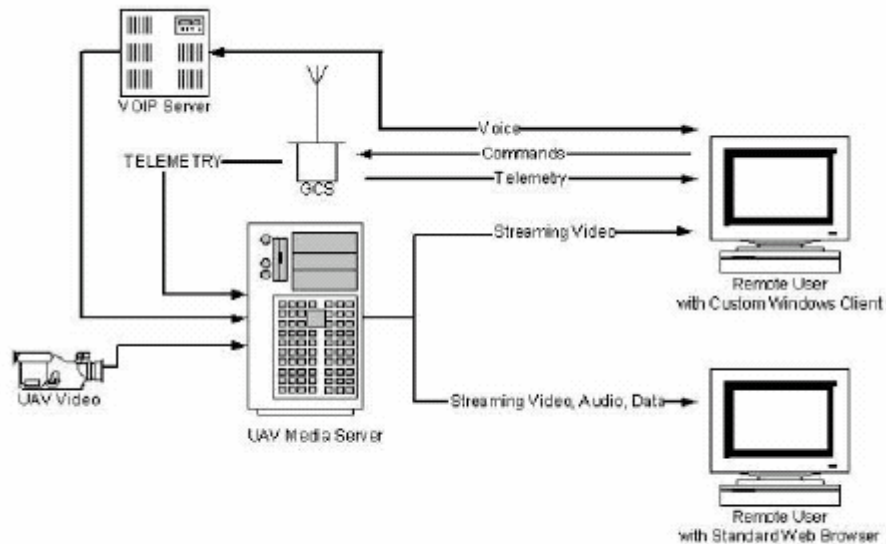 VOIP Server
Voice
Commands
TELEMETRY
Telemetry
GCS
Streaming Video
Remote User
with Custom Windows Client
UAV Video
Streaming Video, Audio, Data
UAV Media Server
Remote User
with Standard Web Browser